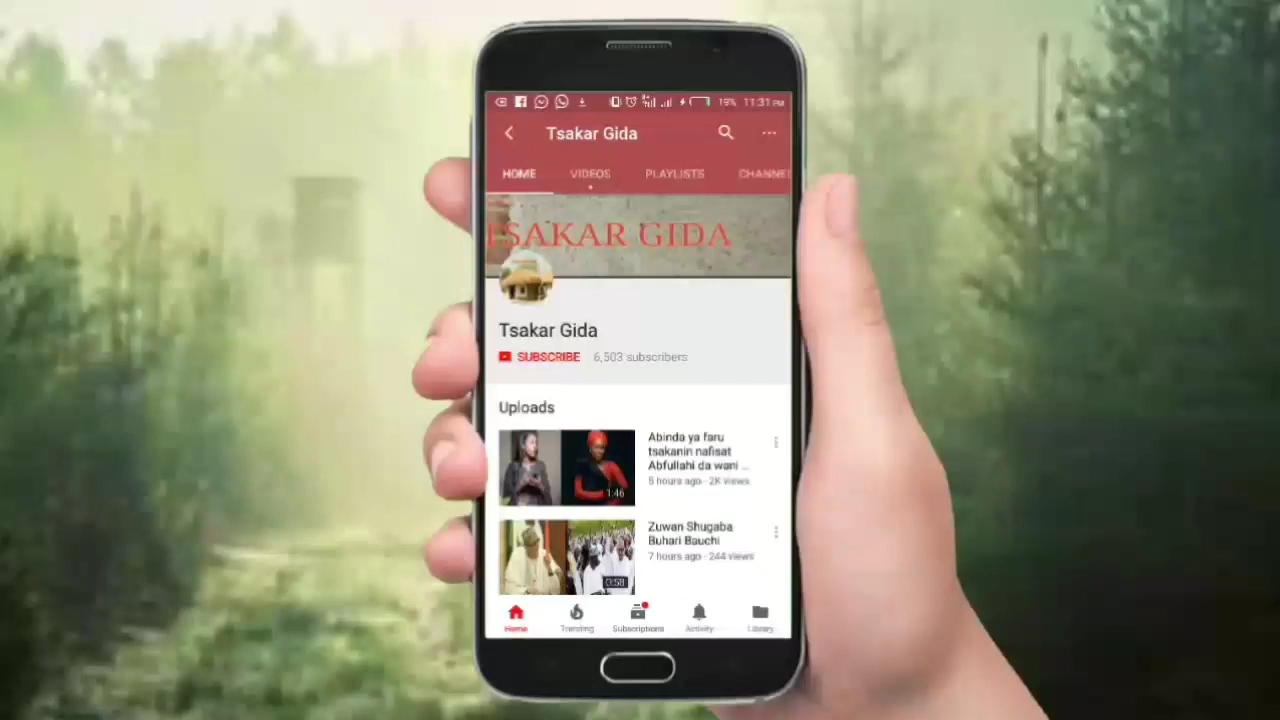 19% 11:31 PM
Tsakar Gida
HOME VIDEOS PLAYLISTS CHANNEL
TSAKAR GIDA
Tsakar Gida
SUBSCRIBE 6,503 subscribers
Uploads
Abinda ya faru
tsakanin nafisat
Abfullahi da wani ...
5 hours ago · 2K views
1:46
Zuwan Shugaba
Buhari Bauchi
7 hours ago · 244 views
0:58
Home Trending Subscriptions Activity Library